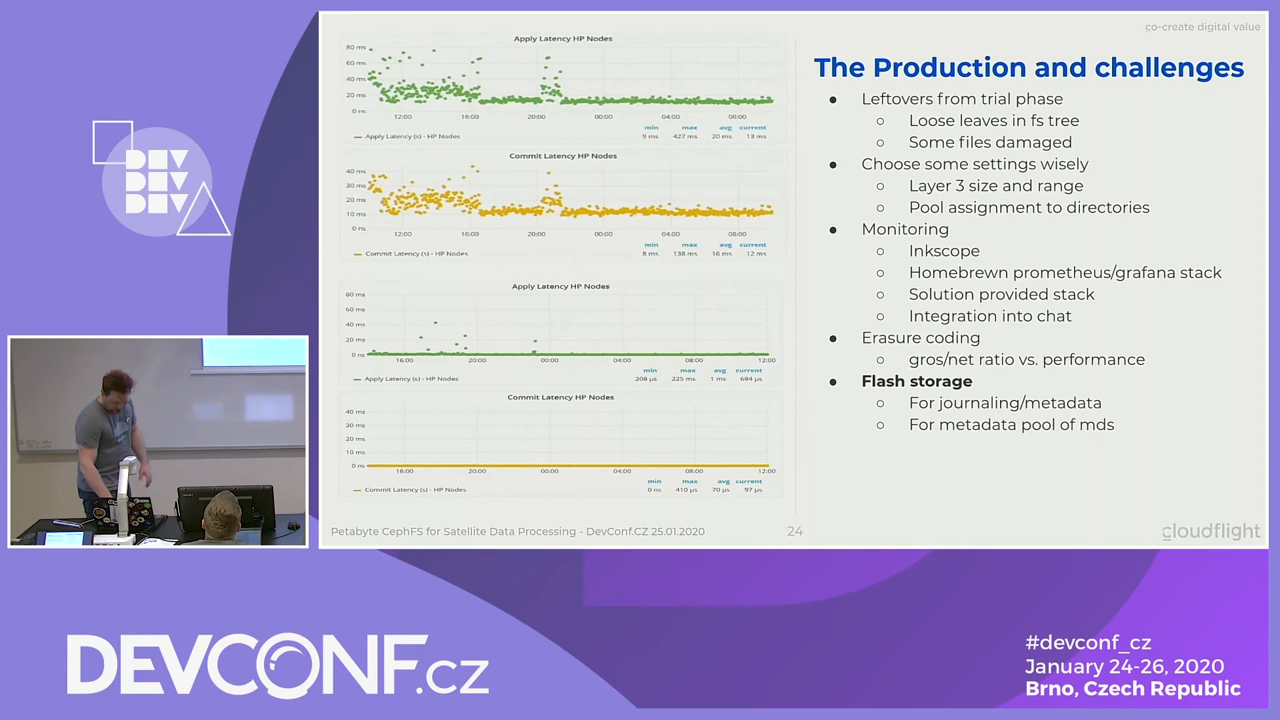 co-create digital value
The Production and challenges
● Leftovers from trial phase
○ Loose leaves in fs tree
○ Some files damaged
● Choose some settings wisely
○ Layer 3 size and range
○ Pool assignment to directories
● Monitoring
○ Inkscope
○ Homebrewn prometheus/grafana stack
○ Solution provided stack
○ Integration into chat
● Erasure coding
○ gros/net ratio vs. performance
● Flash storage
○ For journaling/metadata
○ For metadata pool of mds
Apply Latency HP Nodes
80 ms
60 ms
40 ms
20 ms
0 ns
12:00 16:00 20:00 00:00 04:00 08:00
min max avg current
Apply Latency (s) - HP Nodes 9 ms 427 ms 20 ms 13 ms
Commit Latency HP Nodes
40 ms
30 ms
20 ms
10 ms
0 ns
12:00 16:00 20:00 00:00 04:00 08:00
min max avg current
Commit Latency (s) - HP Nodes 8 ms 138 ms 16 ms 12 ms
Apply Latency HP Nodes
80 ms
60 ms
40 ms
20 ms
0 ns
16:00 20:00 00:00 04:00 08:00 12:00
min max avg current
Apply Latency (s) - HP Nodes 208 µs 225 ms 1 ms 694 µs
Commit Latency HP Nodes
40 ms
30 ms
20 ms
10 ms
0 ns
16:00 20:00 00:00 04:00 08:00 12:00
min max avg current
Commit Latency (s) - HP Nodes 0 ns 410 µs 70 µs 97 µs
Petabyte CephFS for Satellite Data Processing - DevConf.CZ 25.01.2020
24
cloudflight
DEV
DEV
DEV
DEVCONF.cz
#devconf_cz
January 24-26, 2020
Brno, Czech Republic